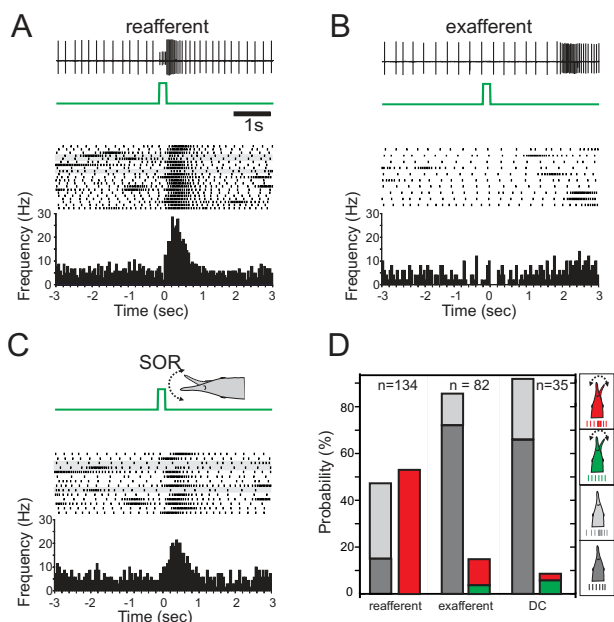 A
reafferent
1s
Frequency (Hz)
30
20
10
0
-3 -2 -1 0 1 2 3
Time (sec)
B
exafferent
Frequency (Hz)
30
20
10
0
-3 -2 -1 0 1 2 3
Time (sec)
C
SOR
Frequency (Hz)
30
20
10
0
-3 -2 -1 0 1 2 3
Time (sec)
D
n=134 n = 82 n=35
Probability (%)
80
60
40
20
0
reafferent exafferent DC